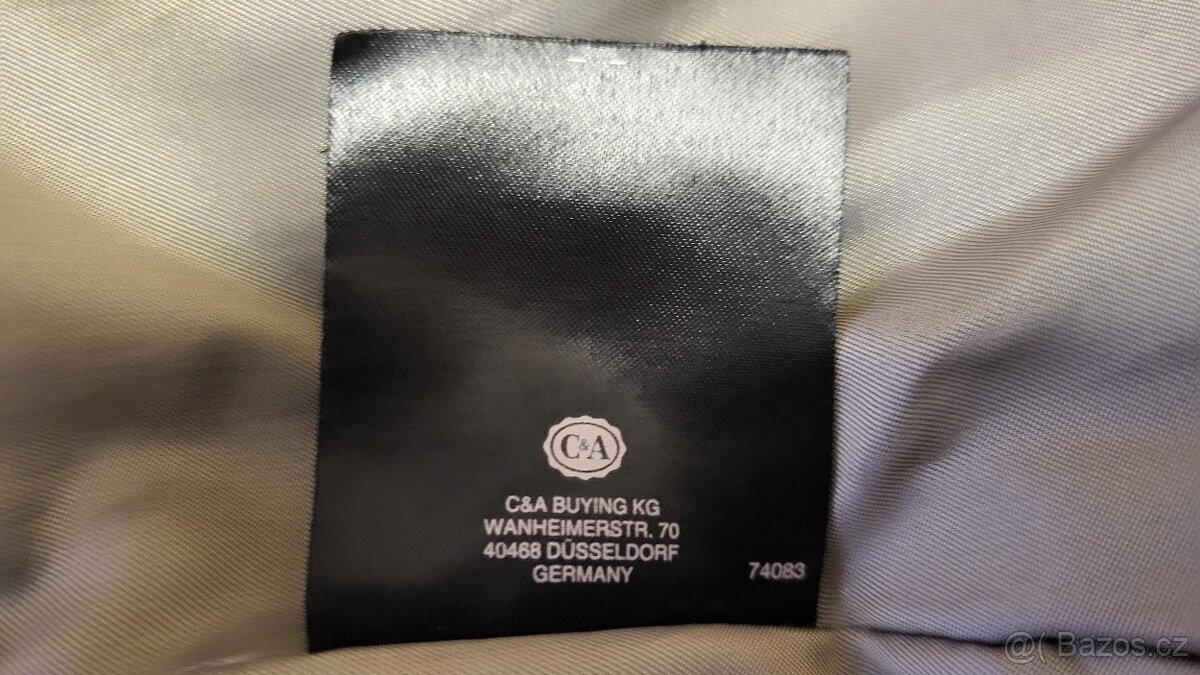 C&A
C&A BUYING KG
WANHEIMERSTR. 70
40468 DÜSSELDORF
GERMANY
74083
@( Bazos.cz